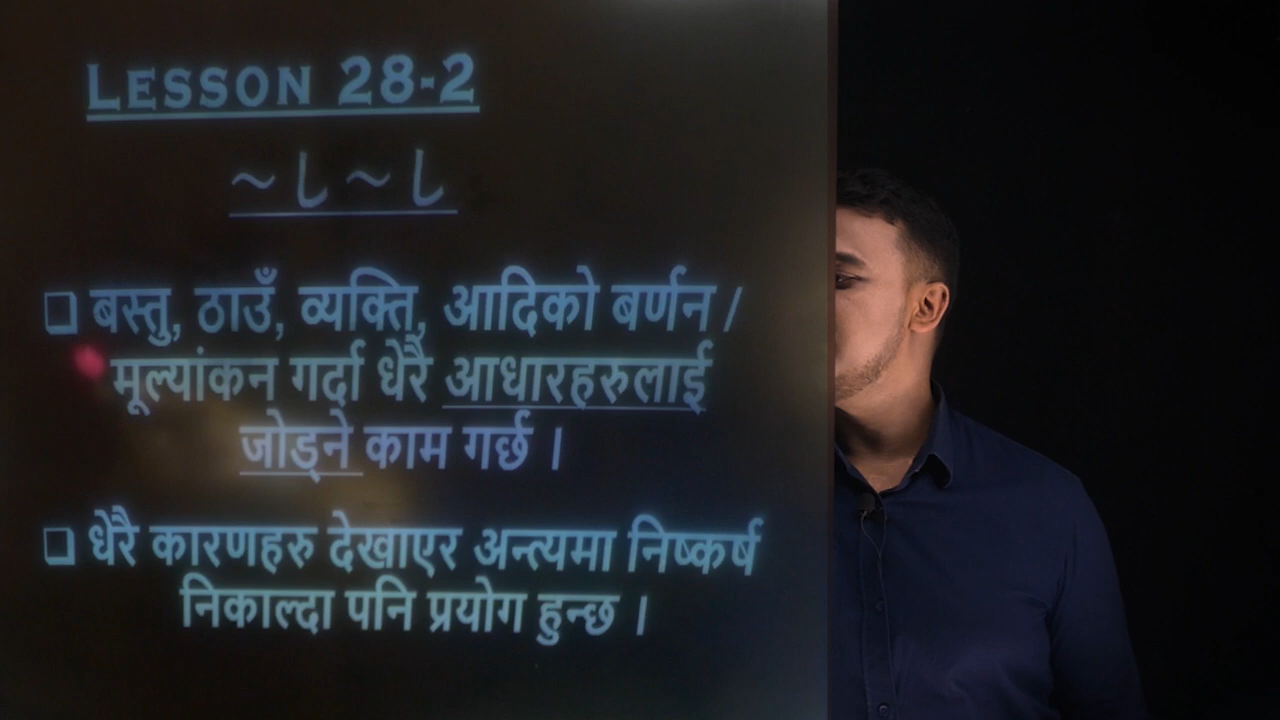 LESSON 28-2
~し~し
❑ बस्तु, ठाउँ, व्यक्ति, आदिको बर्णन /
मूल्यांकन गर्दा धेरै आधारहरुलाई
जोड्ने काम गर्छ ।
❑ धेरै कारणहरु देखाएर अन्त्यमा निष्कर्ष
निकाल्दा पनि प्रयोग हुन्छ ।